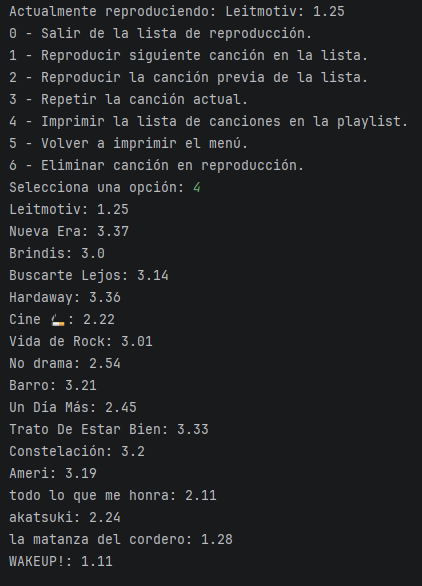 Actualmente reproduciendo: Leitmotiv: 1.25
0 - Salir de la lista de reproducción.
1 - Reproducir siguiente canción en la lista.
2 - Reproducir la canción previa de la lista.
3 - Repetir la canción actual.
4 - Imprimir la lista de canciones en la playlist.
5 - Volver a imprimir el menú.
6 - Eliminar canción en reproducción.
Selecciona una opción: 4
Leitmotiv: 1.25
Nueva Era: 3.37
Brindis: 3.0
Buscarte Lejos: 3.14
Hardaway: 3.36
Cine 🚬: 2.22
Vida de Rock: 3.01
No drama: 2.54
Barro: 3.21
Un Día Más: 2.45
Trato De Estar Bien: 3.33
Constelación: 3.2
Ameri: 3.19
todo lo que me honra: 2.11
akatsuki: 2.24
la matanza del cordero: 1.28
WAKEUP!: 1.11